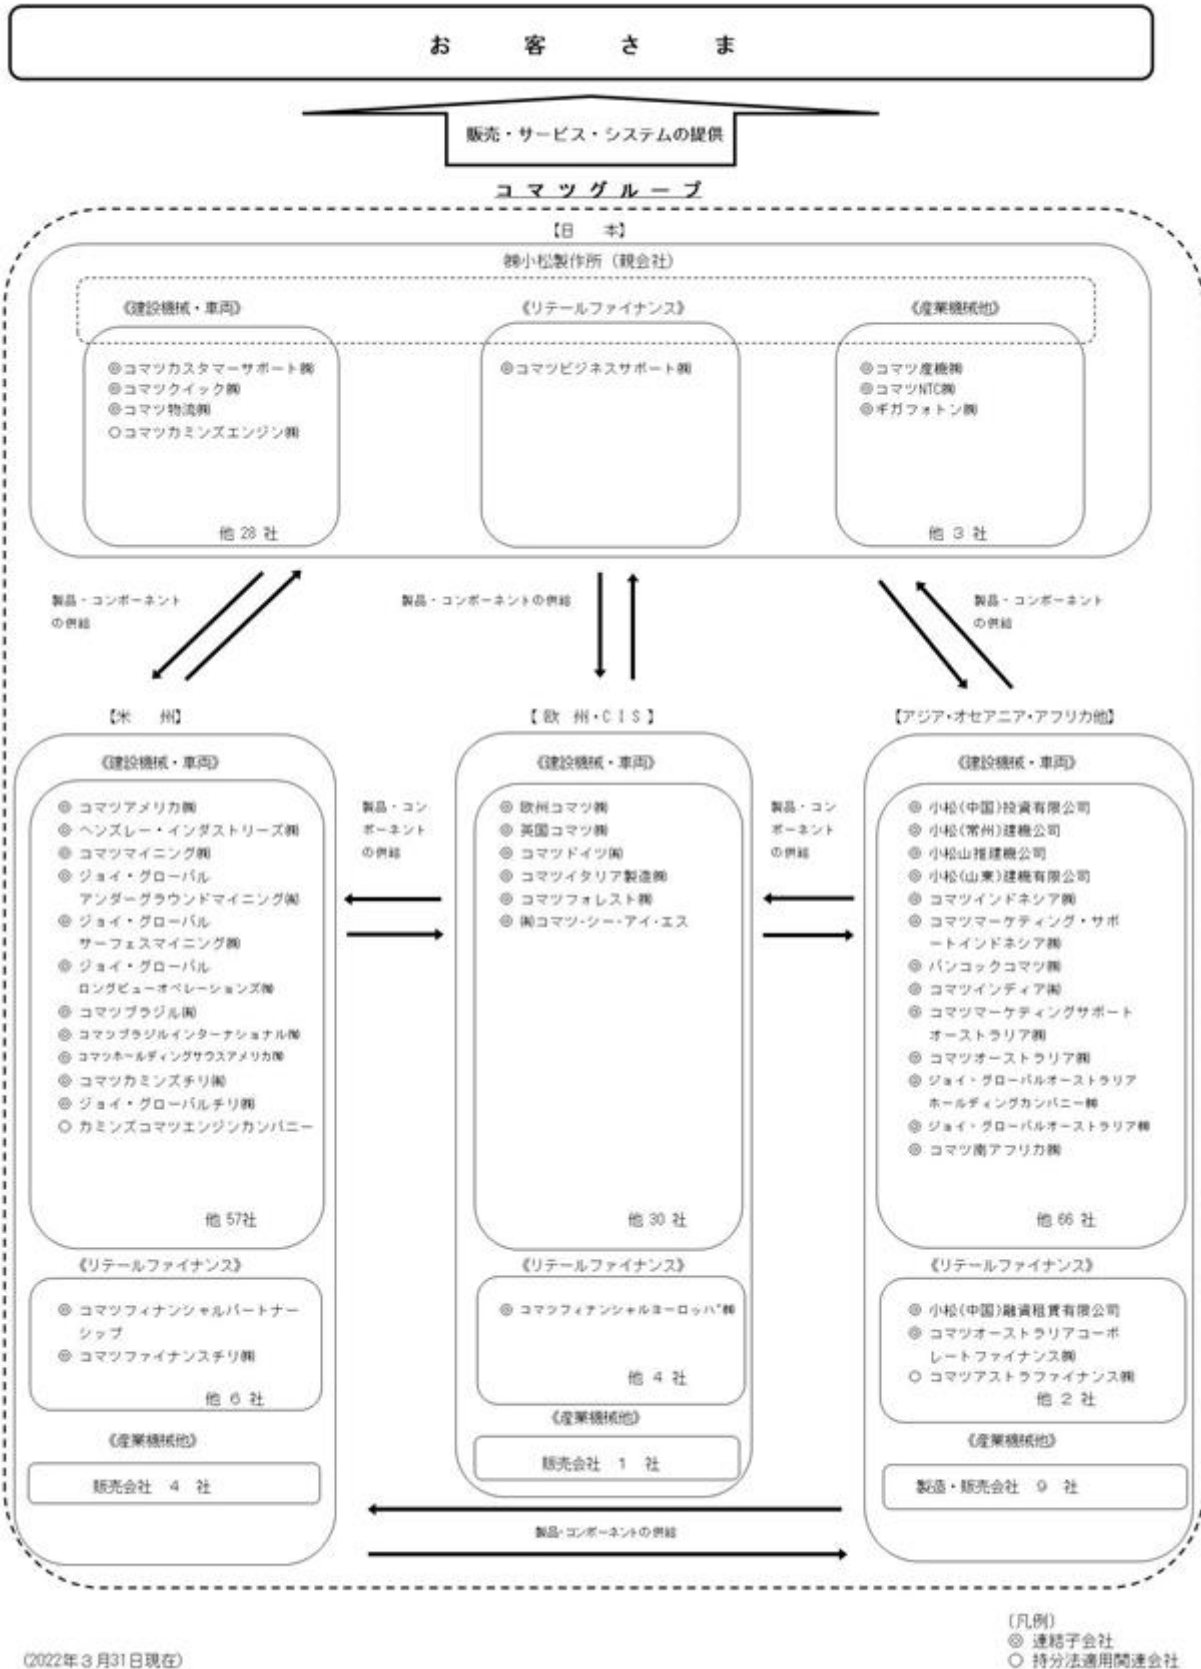 お客さま
販売・サービス・システムの提供
コマツグループ
【日 本】
㈱小松製作所（親会社）
《建設機械・車両》
◎コマツカスタマーサポート㈱
◎コマツクイック㈱
◎コマツ物流㈱
○コマツカミンズエンジン㈱
他 28 社
《リテールファイナンス》
◎コマツビジネスサポート㈱
《産業機械他》
◎コマツ産機㈱
◎コマツNTC㈱
◎ギガフォトン㈱
他 3 社
製品・コンポーネント
の供給
製品・コンポーネントの供給
製品・コンポーネント
の供給
【米 州】
《建設機械・車両》
◎ コマツアメリカ㈱
◎ ヘンズレー・インダストリーズ㈱
◎ コマツマイニング㈱
◎ ジョイ・グローバル
アンダーグラウンドマイニング㈱
◎ ジョイ・グローバル
サーフェスマイニング㈱
◎ ジョイ・グローバル
ロングビューオペレーションズ㈱
◎ コマツブラジル㈱
◎ コマツブラジルインターナショナル㈱
◎ コマツホールディングサウスアメリカ㈱
◎ コマツカミンズチリ㈱
◎ ジョイ・グローバルチリ㈱
○ カミンズコマツエンジンカンパニー
他 57社
《リテールファイナンス》
◎ コマツフィナンシャルパートナー
シップ
◎ コマツファイナンスチリ㈱
他 6 社
《産業機械他》
販売会社 4 社
製品・コン
ポーネント
の供給
【 欧 州・CIS 】
《建設機械・車両》
◎ 欧州コマツ㈱
◎ 英国コマツ㈱
◎ コマツドイツ㈲
◎ コマツイタリア製造㈱
◎ コマツフォレスト㈱
◎ ㈲コマツ・シー・アイ・エス
他 30 社
《リテールファイナンス》
◎ コマツフィナンシャルヨーロッパ㈱
他 4 社
《産業機械他》
販売会社 1 社
製品・コン
ポーネント
の供給
【アジア・オセアニア・アフリカ他】
《建設機械・車両》
◎ 小松(中国)投資有限公司
◎ 小松(常州)建機公司
◎ 小松山推建機公司
◎ 小松(山東)建機有限公司
◎ コマツインドネシア㈱
◎ コマツマーケティング・サポ
ートインドネシア㈱
◎ バンコックコマツ㈱
◎ コマツインディア㈲
◎ コマツマーケティングサポート
オーストラリア㈱
◎ コマツオーストラリア㈱
◎ ジョイ・グローバルオーストラリア
ホールディングカンパニー㈱
◎ ジョイ・グローバルオーストラリア㈱
◎ コマツ南アフリカ㈱
他 66 社
《リテールファイナンス》
◎ 小松(中国)融資租賃有限公司
◎ コマツオーストラリアコーポ
レートファイナンス㈱
○ コマツアストラファイナンス㈱
他 2 社
《産業機械他》
製造・販売会社 9 社
製品・コンポーネントの供給
(2022年3月31日現在)
(凡例)
◎ 連結子会社
○ 持分法適用関連会社